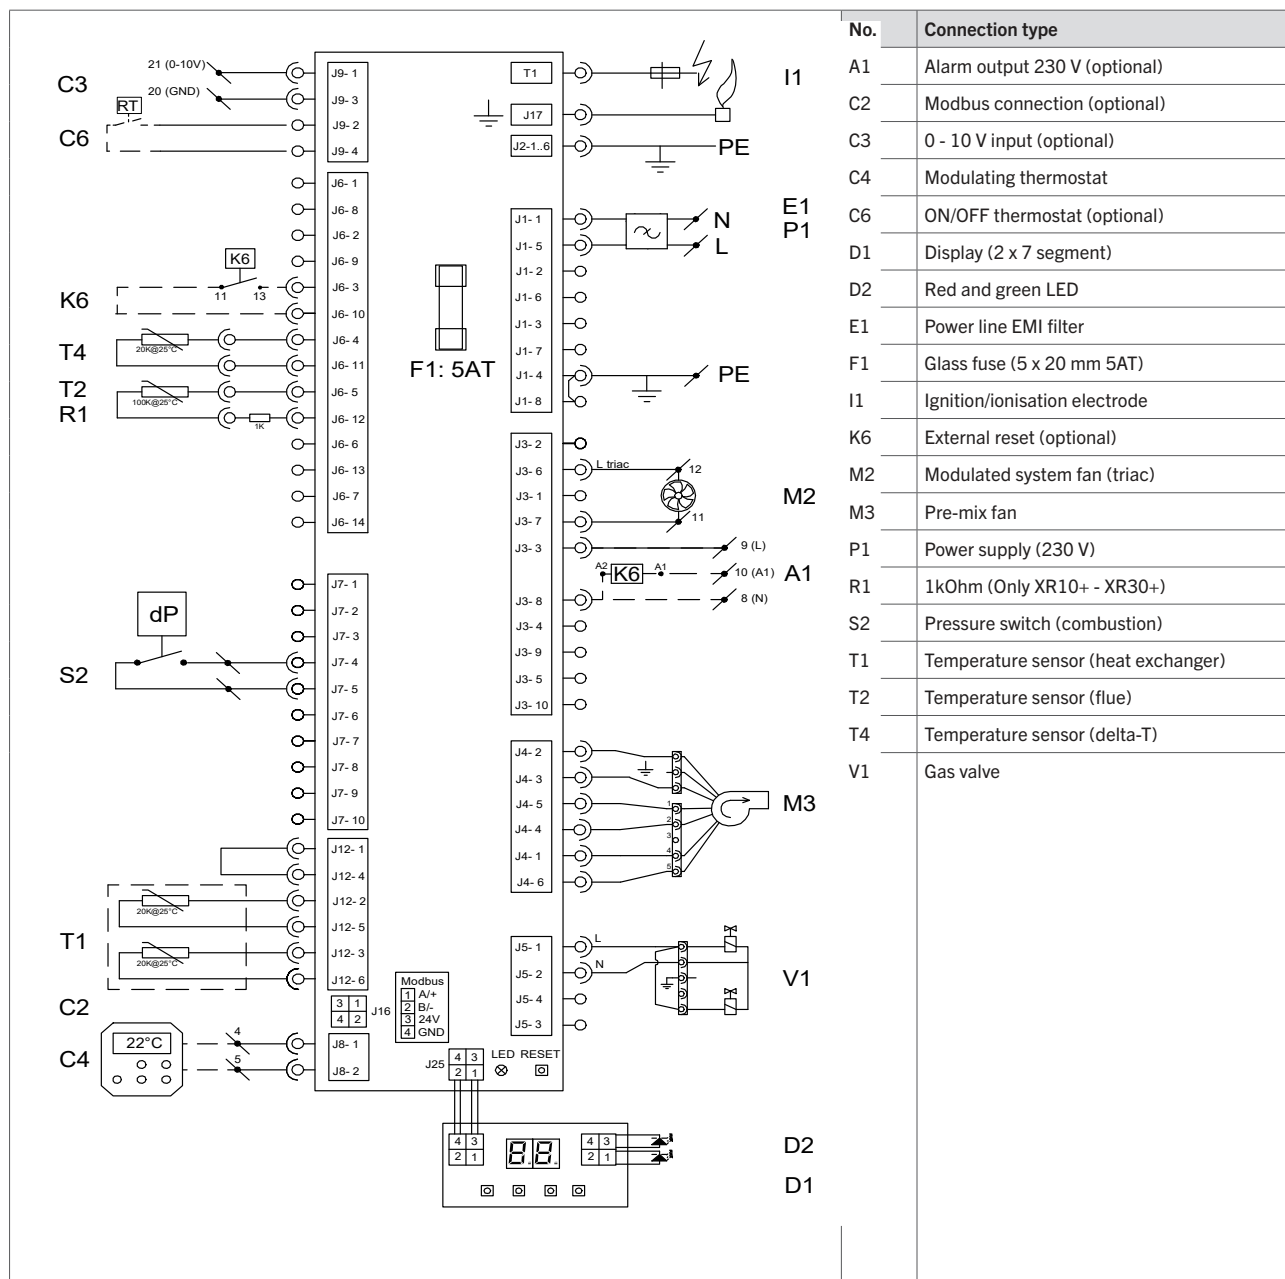 C3
21 (0-10V)
20 (GND)
RT
C6
J9- 1
J9- 3
J9- 2
J9- 4
J6- 1
J6- 8
J6- 2
J6- 9
J6- 3
J6- 10
J6- 4
J6- 11
J6- 5
J6- 12
J6- 6
J6- 13
J6- 7
J6- 14
K6
K6
11 13
T4
20K@25°C
T2
100K@25°C
R1
1K
J7- 1
J7- 2
J7- 3
J7- 4
J7- 5
J7- 6
J7- 7
J7- 8
J7- 9
J7- 10
dP
S2
J12- 1
J12- 4
J12- 2
J12- 5
J12- 3
J12- 6
T1
20K@25°C
20K@25°C
C2
3 1
4 2
J16
Modbus
1 A/+
2 B/-
3 24V
4 GND
C4
22°C
4
5
J8- 1
J8- 2
F1: 5AT
T1
J17
J2-1..6
I1
PE
J1- 1
J1- 5
J1- 2
J1- 6
J1- 3
J1- 7
J1- 4
J1- 8
N
L
E1
P1
PE
J3- 2
J3- 6
J3- 1
J3- 7
J3- 3
J3- 8
J3- 4
J3- 9
J3- 5
J3- 10
L triac
12
11
M2
9 (L)
A2 K6 A1
10 (A1)
A1
8 (N)
J4- 2
J4- 3
J4- 5
J4- 4
J4- 1
J4- 6
1
2
3
4
5
M3
J5- 1
J5- 2
J5- 4
J5- 3
L
N
V1
J25
4 3
2 1
LED RESET
4 3
2 1
8.8.
4 3
2 1
D2
D1
No. Connection type
A1 Alarm output 230 V (optional)
C2 Modbus connection (optional)
C3 0 - 10 V input (optional)
C4 Modulating thermostat
C6 ON/OFF thermostat (optional)
D1 Display (2 x 7 segment)
D2 Red and green LED
E1 Power line EMI filter
F1 Glass fuse (5 x 20 mm 5AT)
I1 Ignition/ionisation electrode
K6 External reset (optional)
M2 Modulated system fan (triac)
M3 Pre-mix fan
P1 Power supply (230 V)
R1 1kOhm (Only XR10+ - XR30+)
S2 Pressure switch (combustion)
T1 Temperature sensor (heat exchanger)
T2 Temperature sensor (flue)
T4 Temperature sensor (delta-T)
V1 Gas valve